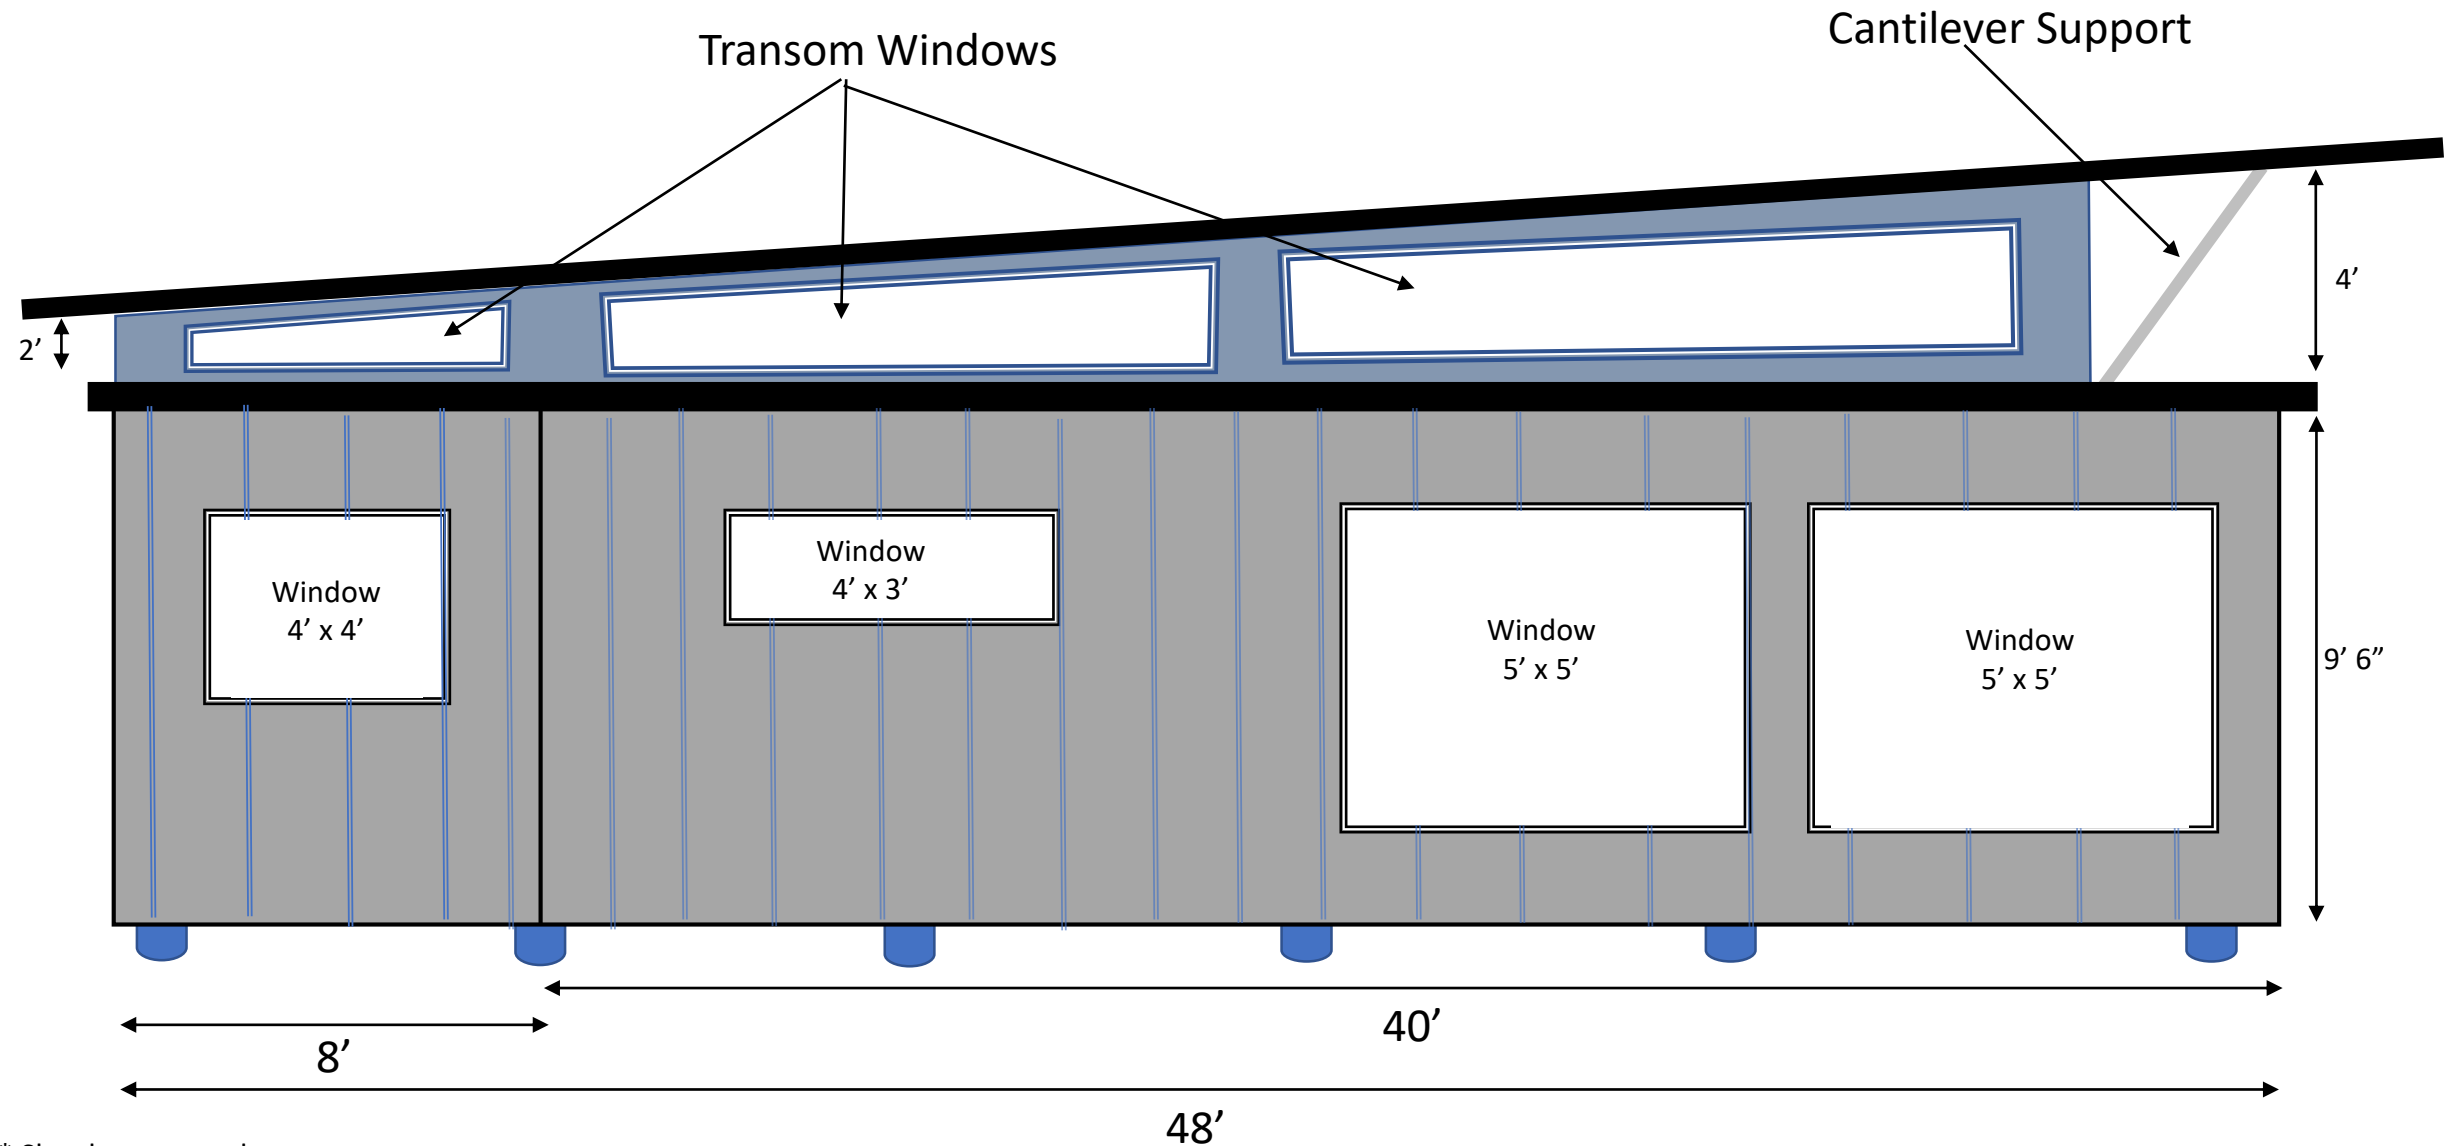 Cantilever Support
Transom Windows
4’
2’
Window
4’ x 4’
Window
4’ x 3’
Window
5’ x 5’
Window
5’ x 5’
9’ 6”
40’
8’
48’